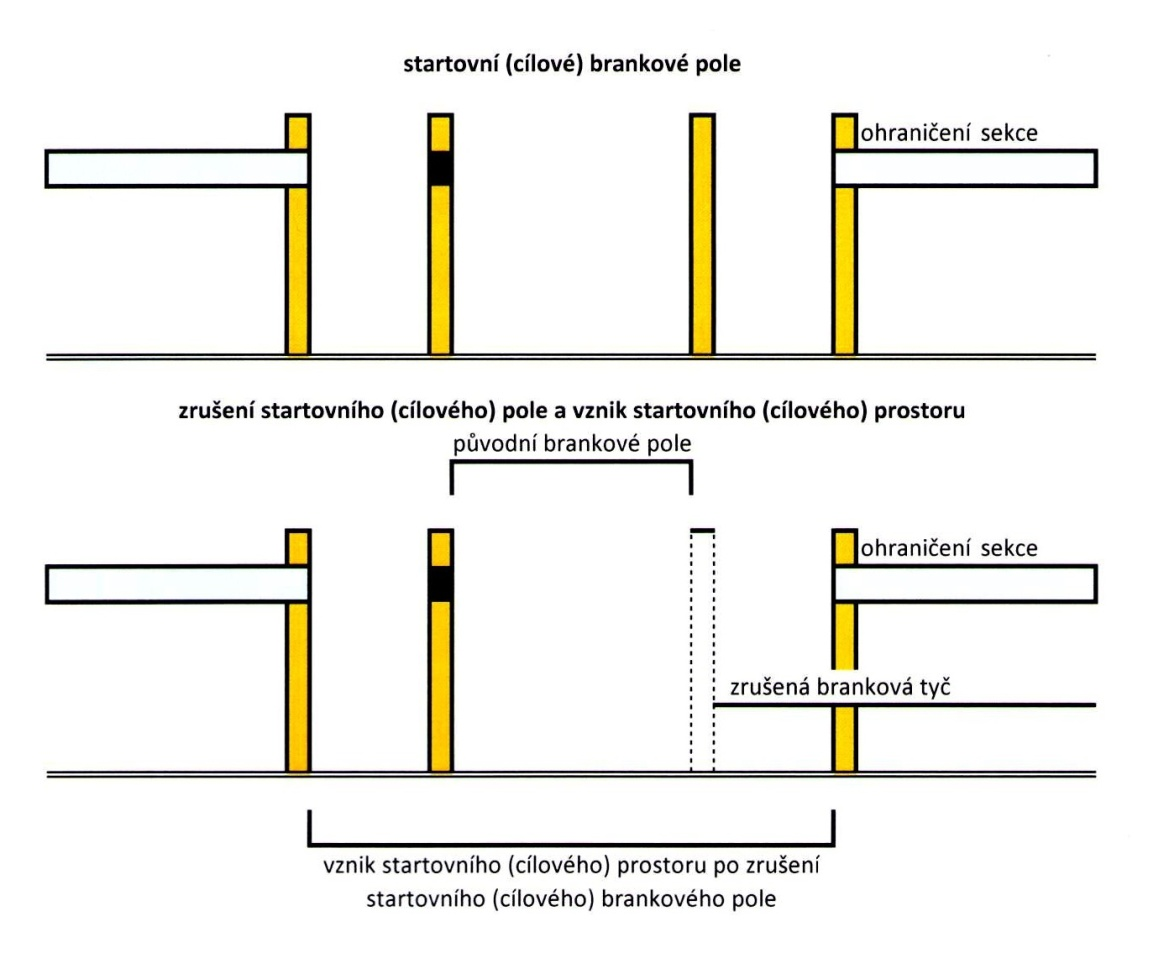 startovní (cílové) brankové pole
ohraničení sekce
zrušení startovního (cílového) pole a vznik startovního (cílového) prostoru
původní brankové pole
ohraničení sekce
zrušená branková tyč
vznik startovního (cílového) prostoru po zrušení
startovního (cílového) brankového pole